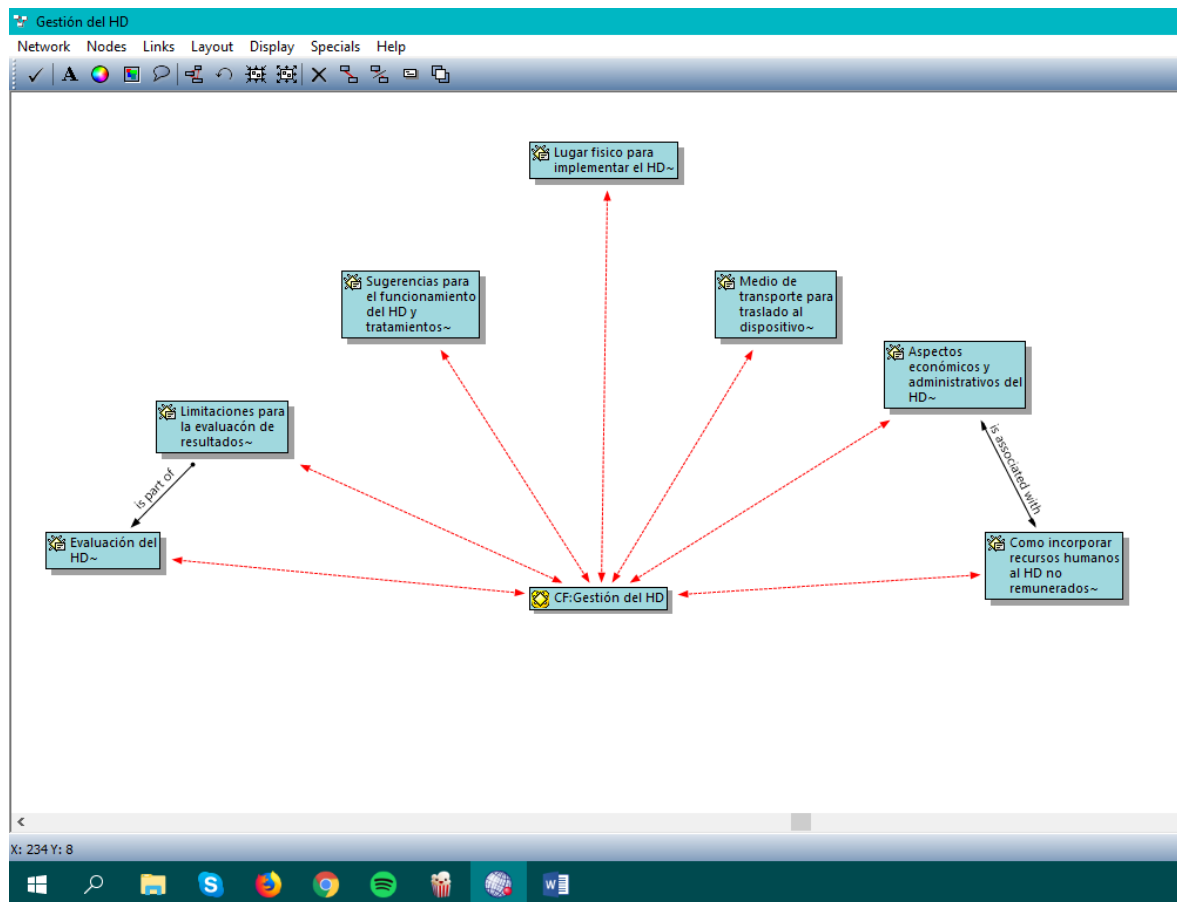 Gestión del HD
Network Nodes Links Layout Display Specials Help
A
Lugar fisico para
implementar el HD~
Sugerencias para
el funcionamiento
del HD y
tratamientos~
Medio de
transporte para
traslado al
dispositivo~
Aspectos
económicos y
administrativos del
HD~
Limitaciones para
la evaluacón de
resultados~
is part of
is associated with
Evaluación del
HD~
Como incorporar
recursos humanos
al HD no
remunerados~
CF:Gestión del HD
X: 234 Y: 8